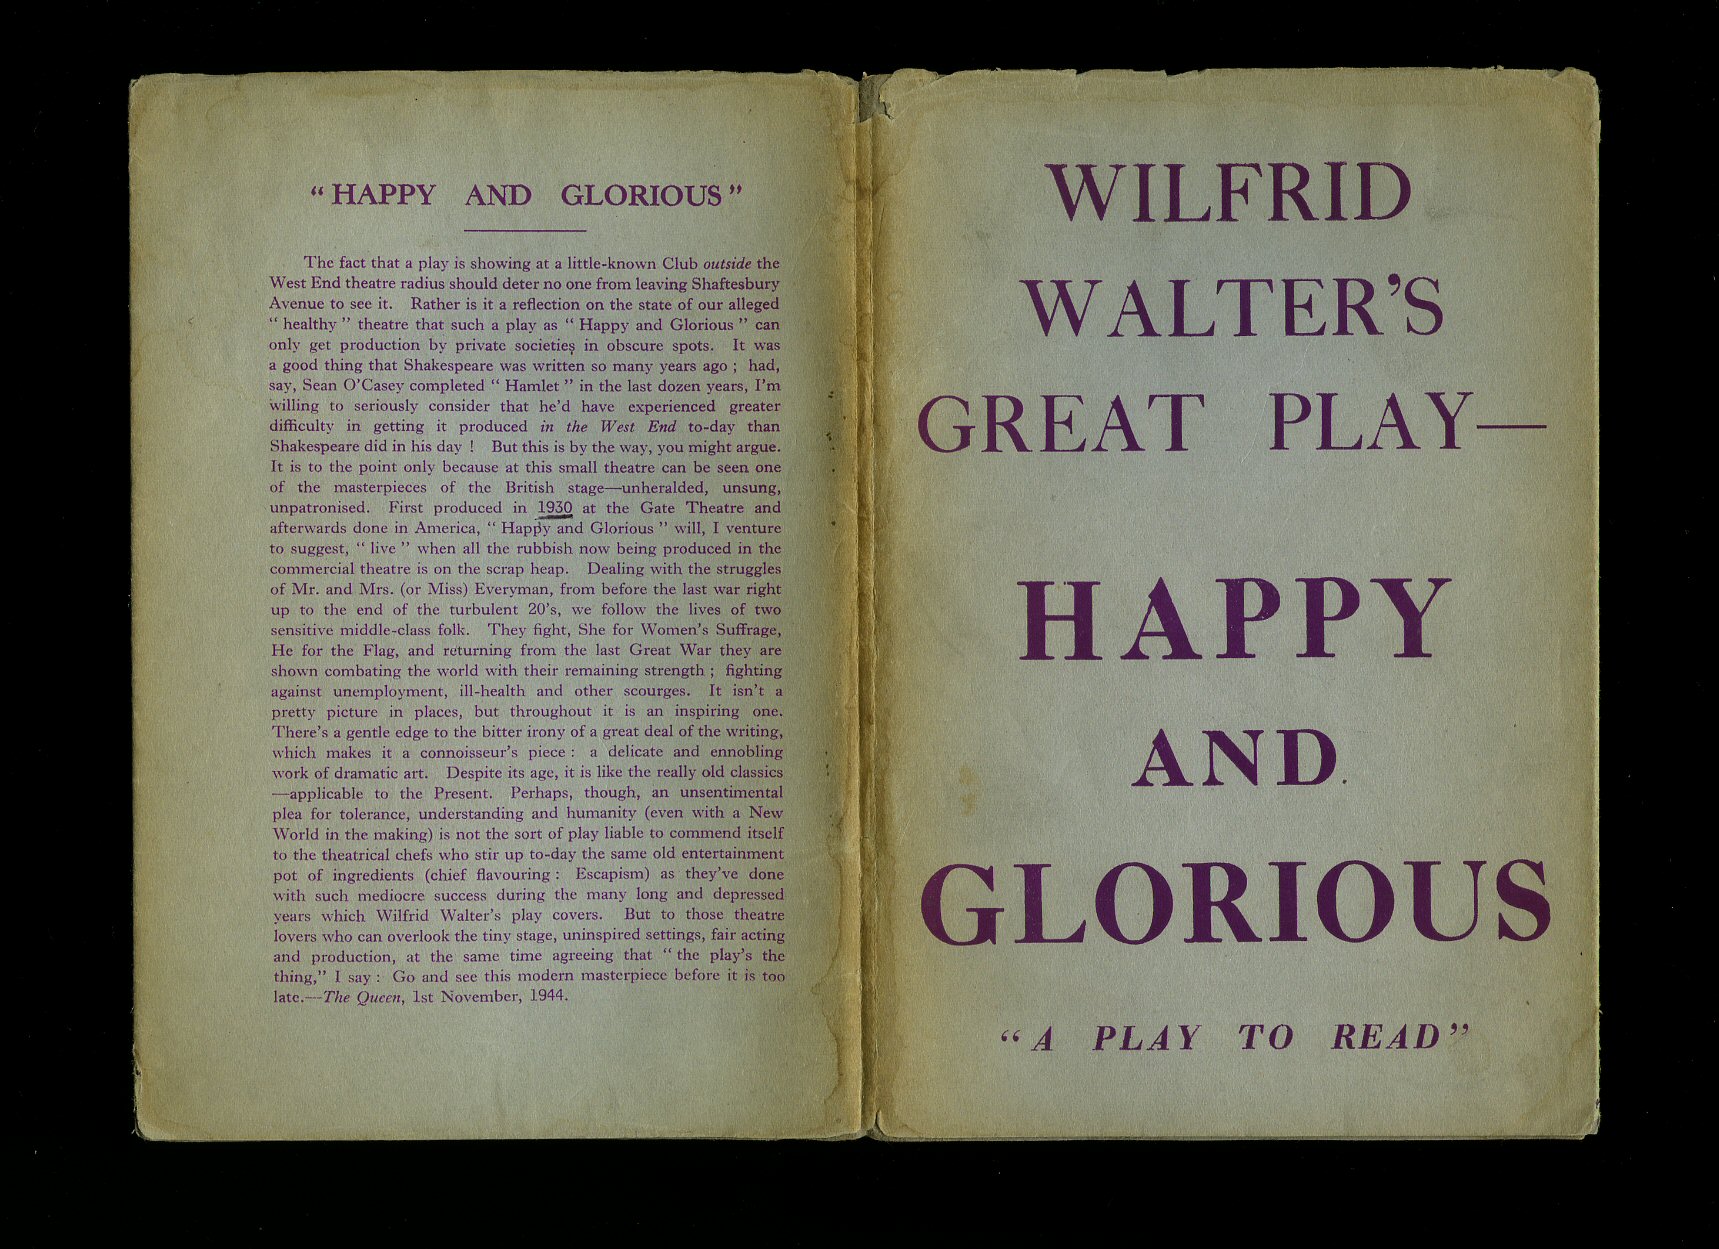 “ HAPPY AND GLORIOUS ”
The fact that a play is showing at a little-known Club outside the
West End theatre radius should deter no one from leaving Shaftesbury
Avenue to see it. Rather is it a reflection on the state of our alleged
“ healthy ” theatre that such a play as “ Happy and Glorious ” can
only get production by private societies in obscure spots. It was
a good thing that Shakespeare was written so many years ago ; had,
say, Sean O’Casey completed “ Hamlet ” in the last dozen years, I’m
willing to seriously consider that he’d have experienced greater
difficulty in getting it produced in the West End to-day than
Shakespeare did in his day ! But this is by the way, you might argue.
It is to the point only because at this small theatre can be seen one
of the masterpieces of the British stage—unheralded, unsung,
unpatronised. First produced in 1930 at the Gate Theatre and
afterwards done in America, “ Happy and Glorious ” will, I venture
to suggest, “ live ” when all the rubbish now being produced in the
commercial theatre is on the scrap heap. Dealing with the struggles
of Mr. and Mrs. (or Miss) Everyman, from before the last war right
up to the end of the turbulent 20’s, we follow the lives of two
sensitive middle-class folk. They fight, She for Women’s Suffrage,
He for the Flag, and returning from the last Great War they are
shown combating the world with their remaining strength ; fighting
against unemployment, ill-health and other scourges. It isn’t a
pretty picture in places, but throughout it is an inspiring one.
There’s a gentle edge to the bitter irony of a great deal of the writing,
which makes it a connoisseur’s piece : a delicate and ennobling
work of dramatic art. Despite its age, it is like the really old classics
—applicable to the Present. Perhaps, though, an unsentimental
plea for tolerance, understanding and humanity (even with a New
World in the making) is not the sort of play liable to commend itself
to the theatrical chefs who stir up to-day the same old entertainment
pot of ingredients (chief flavouring : Escapism) as they’ve done
with such mediocre success during the many long and depressed
years which Wilfrid Walter’s play covers. But to those theatre
lovers who can overlook the tiny stage, uninspired settings, fair acting
and production, at the same time agreeing that “ the play’s the
thing,” I say : Go and see this modern masterpiece before it is too
late.—The Queen, 1st November, 1944.
WILFRID
WALTER’S
GREAT PLAY—
HAPPY
AND
GLORIOUS
“ A PLAY TO READ ”